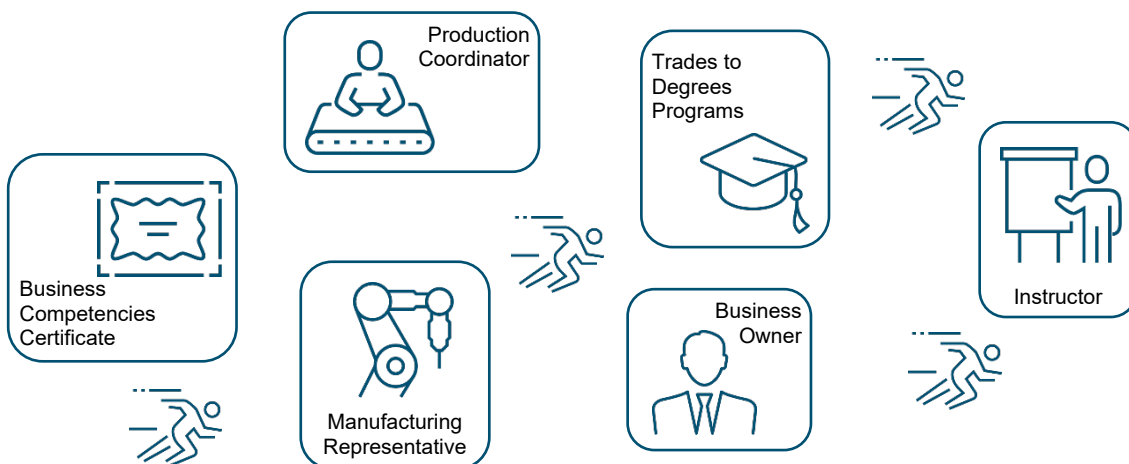 Production
Coordinator
Trades to
Degrees
Programs
Business
Competencies
Certificate
Manufacturing
Representative
Business
Owner
Instructor